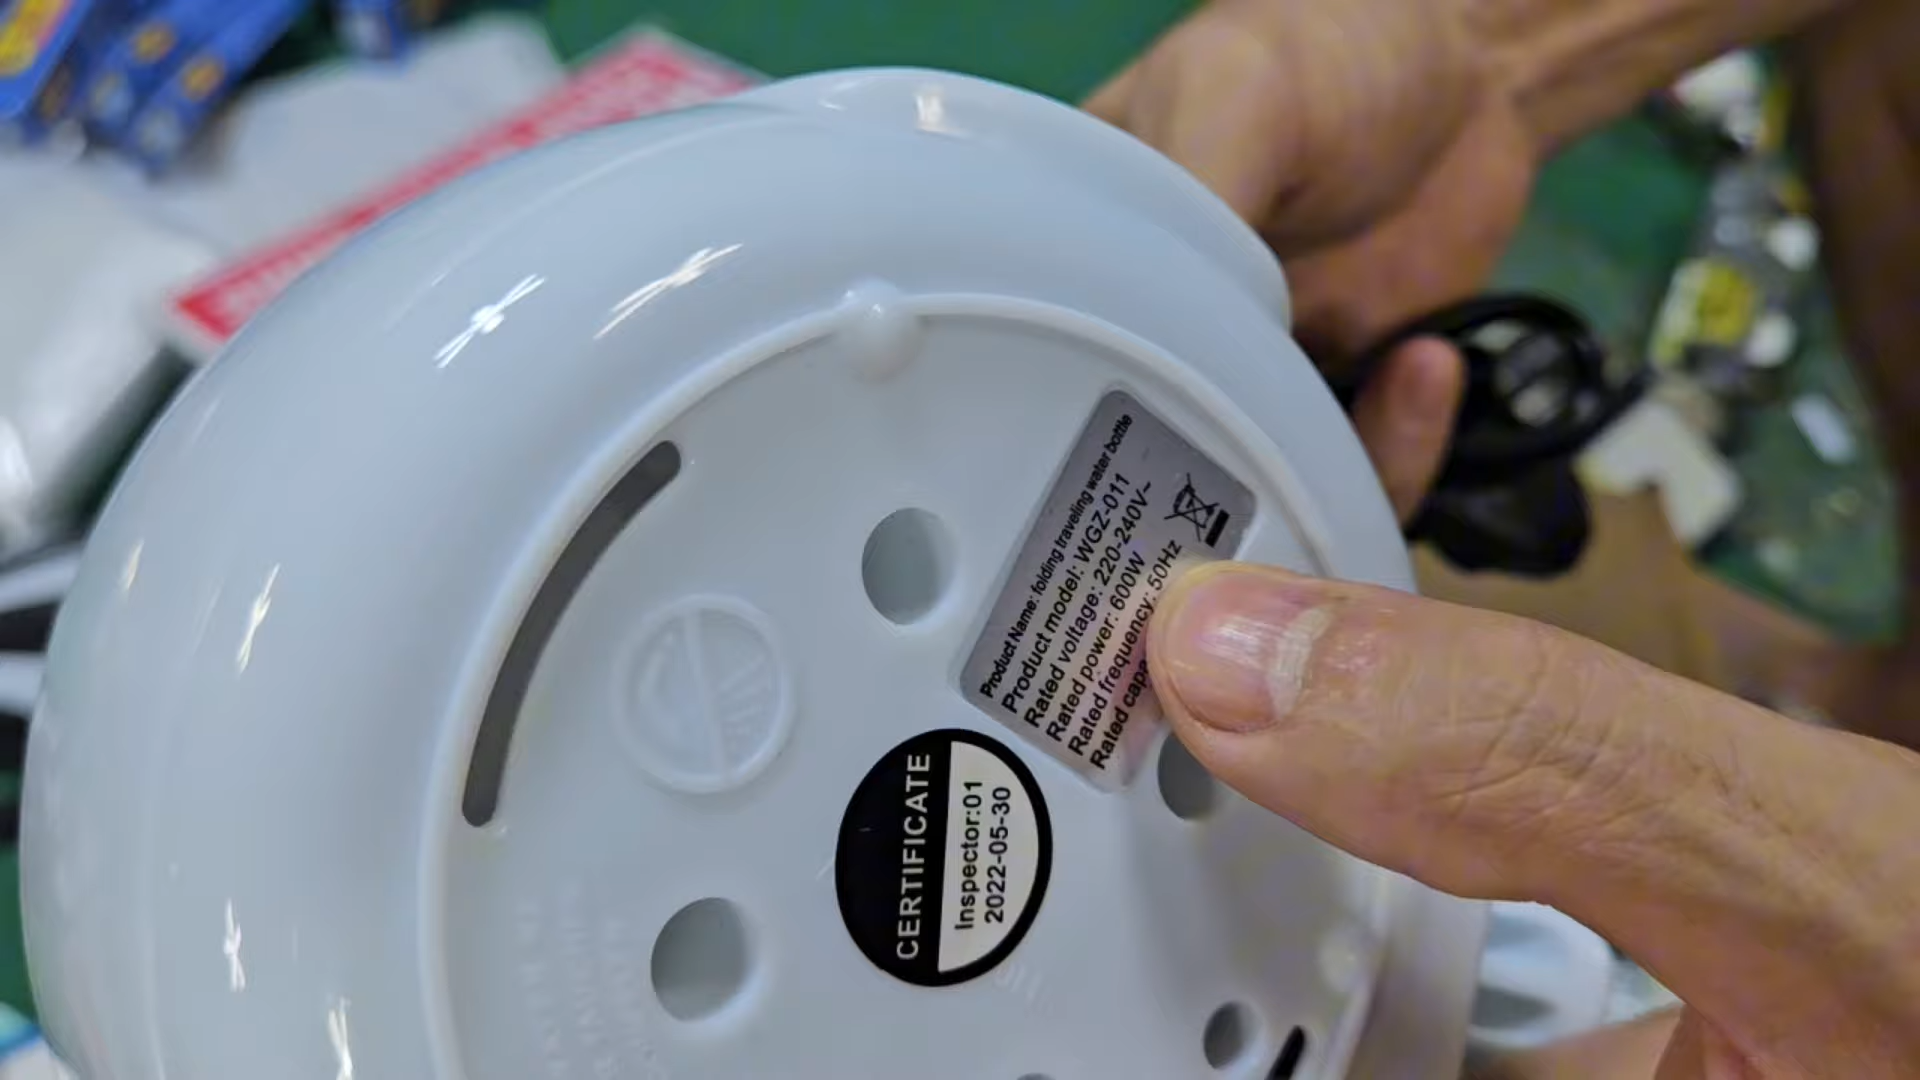 Product Name: folding traveling water bottle
Product model: WGZ-011
Rated voltage: 220-240V~
Rated power: 600W
Rated frequency: 50Hz
Rated
CERTIFICATE
Inspector:01
2022-05-30